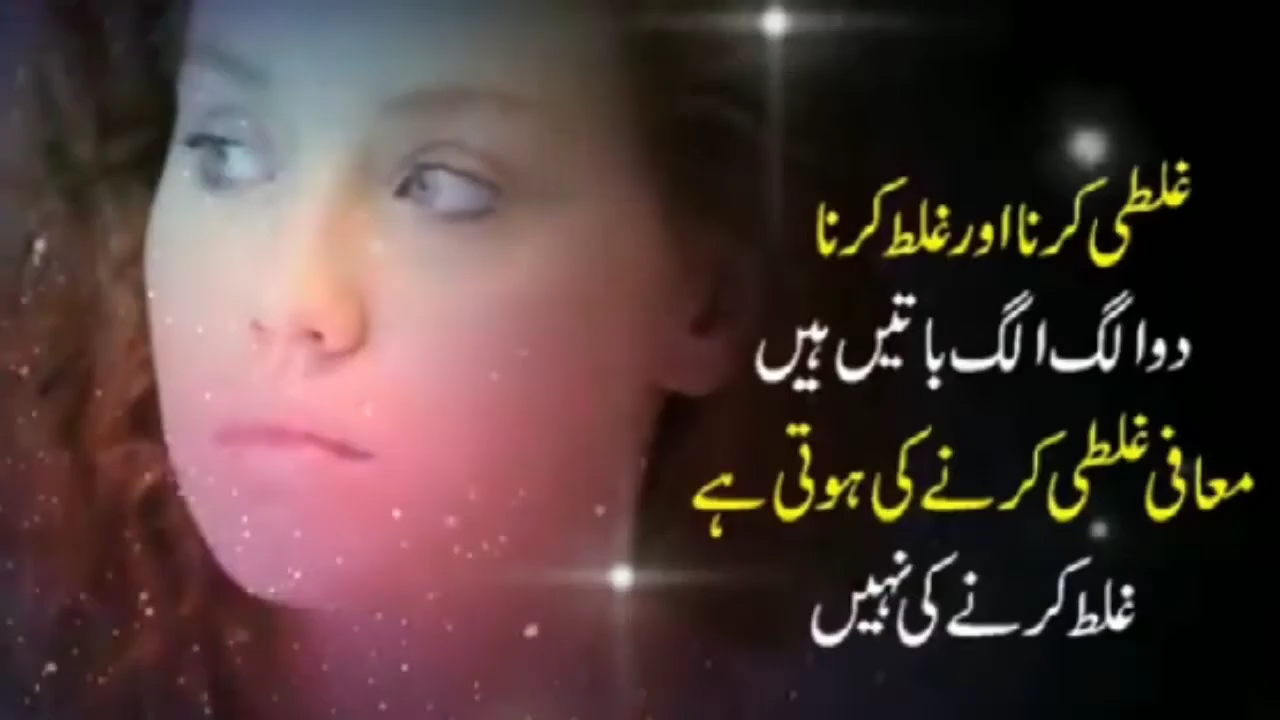 غلطی کرنا اور غلط کرنا
دو الگ الگ باتیں ہیں
معافی غلطی کرنے کی ہوتی ہے
غلط کرنے کی نہیں